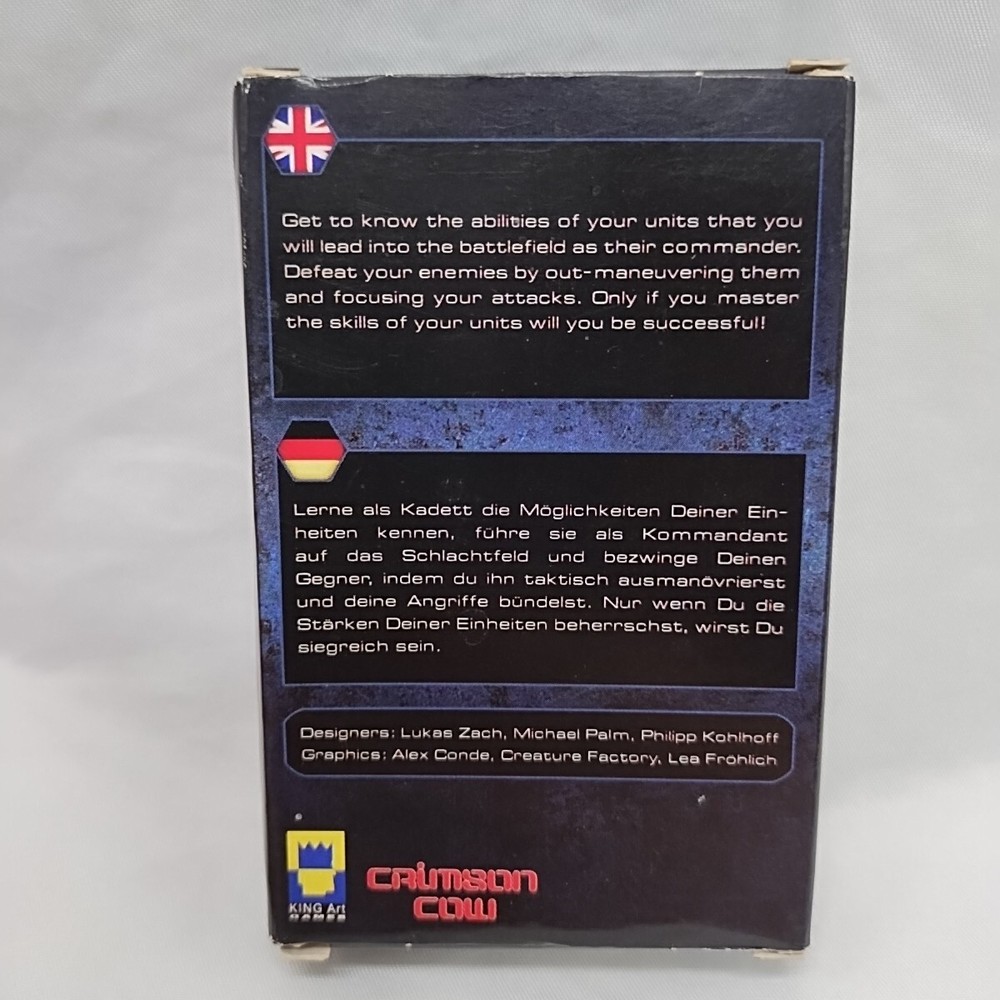 Get to know the abilities of your units that you
will lead into the battlefield as their commander.
Defeat your enemies by out-maneuvering them
and focusing your attacks. Only if you master
the skills of your units will you be successful!
Lerne als Kadett die Möglichkeiten Deiner Ein-
heiten kennen, führe sie als Kommandant
auf das Schlachtfeld und bezwinge Deinen
Gegner, indem du ihn taktisch ausmanövrierst
und deine Angriffe bündelst. Nur wenn Du die
Stärken Deiner Einheiten beherrschst, wirst Du
siegreich sein.
Designers: Lukas Zach, Michael Palm, Philipp Kohlhoff
Graphics: Alex Conde, Creature Factory, Lea Fröhlich
KING Art
GAMES
CRIMSON
COW